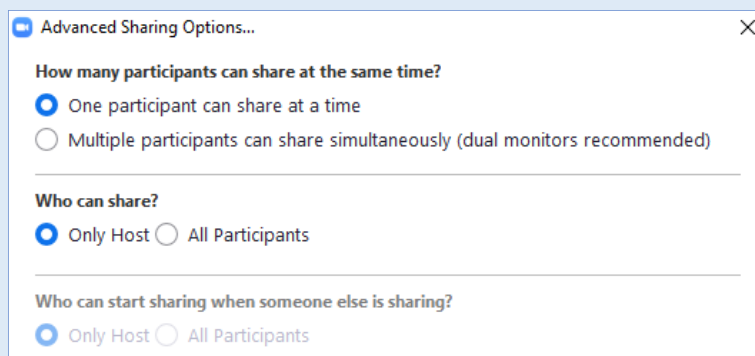 Advanced Sharing Options...
How many participants can share at the same time?
One participant can share at a time
Multiple participants can share simultaneously (dual monitors recommended)
Who can share?
Only Host All Participants
Who can start sharing when someone else is sharing?
Only Host All Participants